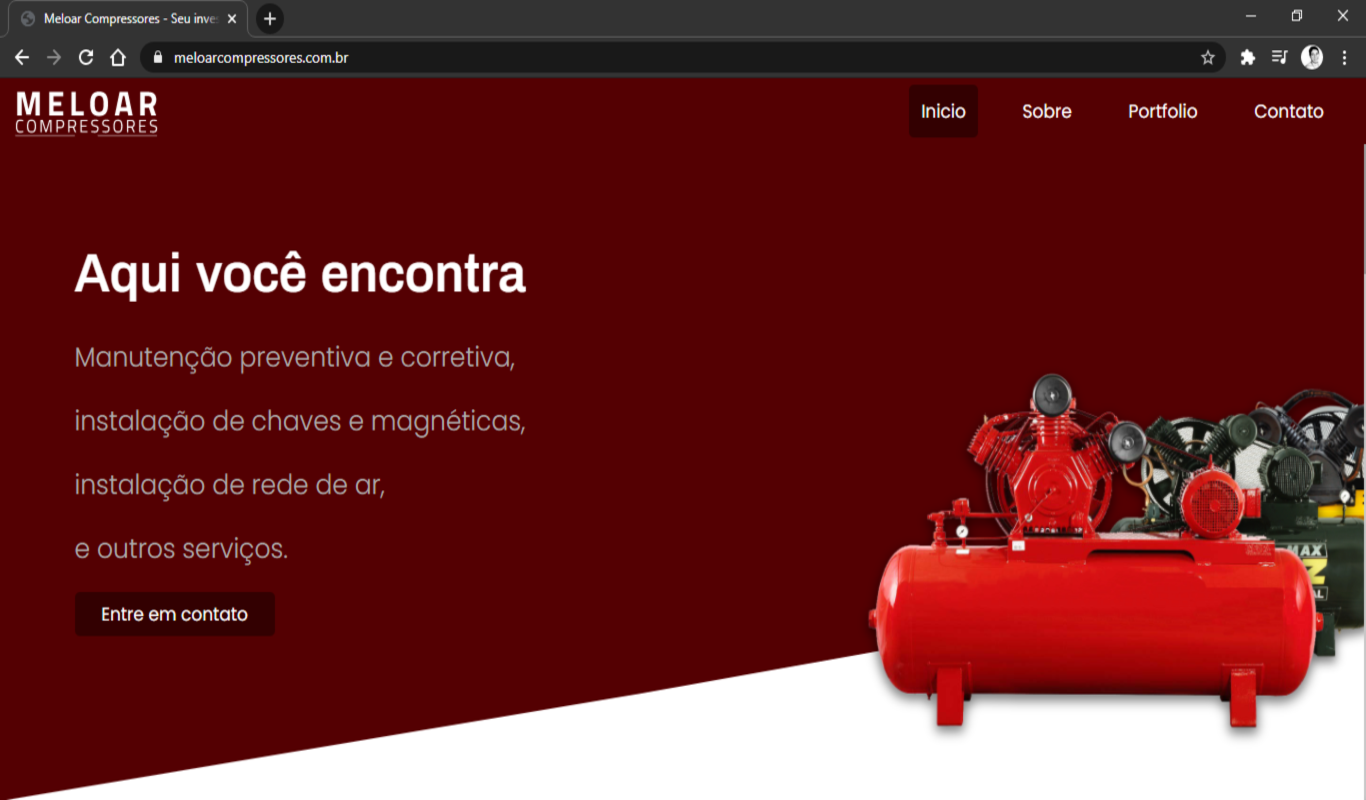 Meloar Compressores - Seu inve
meloarcompressores.com.br
MELOAR
COMPRESSORES
Inicio
Sobre
Portfolio
Contato
Aqui você encontra
Manutenção preventiva e corretiva,
instalação de chaves e magnéticas,
instalação de rede de ar,
e outros serviços.
Entre em contato
MAX